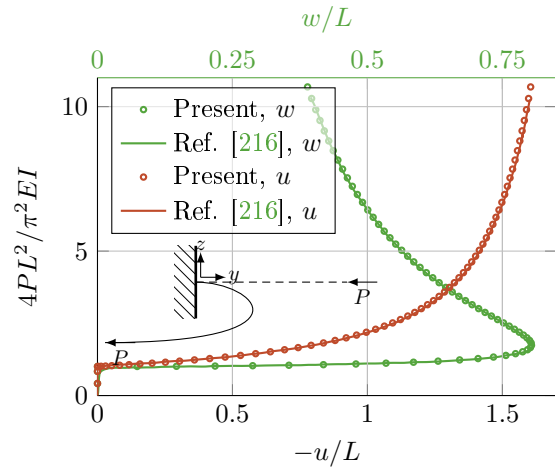 w/L
0 0.25 0.5 0.75
4PL²/π²EI
10
5
0
Present, w
Ref. [216], w
Present, u
Ref. [216], u
z
y
P
P
0 0.5 1 1.5
−u/L